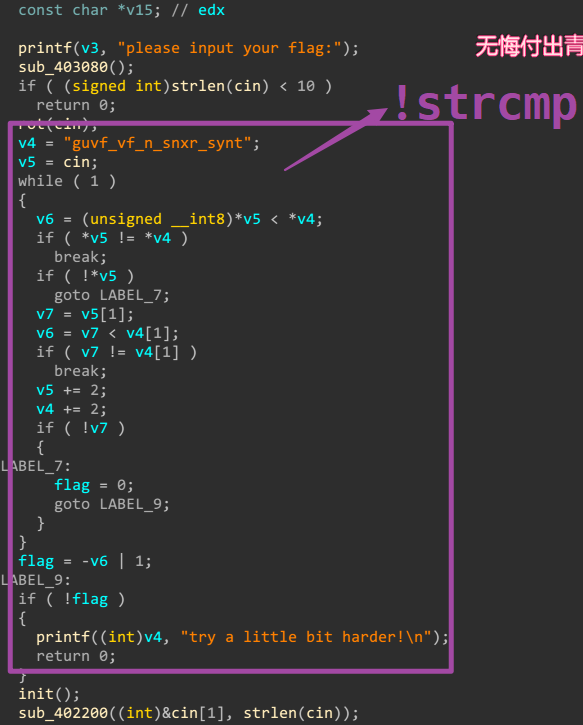 const char *v15; // edx
无悔付出青
printf(v3, "please input your flag:");
sub_403080();
if ( (signed int)strlen(cin) < 10 )
return 0;
!strcmp
rot(cin);
v4 = "guvf_vf_n_snxr_synt";
v5 = cin;
while ( 1 )
{
v6 = (unsigned __int8)*v5 < *v4;
if ( *v5 != *v4 )
break;
if ( !*v5 )
goto LABEL_7;
v7 = v5[1];
v6 = v7 < v4[1];
if ( v7 != v4[1] )
break;
v5 += 2;
v4 += 2;
if ( !v7 )
{
LABEL_7:
flag = 0;
goto LABEL_9;
}
}
flag = -v6 | 1;
LABEL_9:
if ( !flag )
{
printf((int)v4, "try a little bit harder!\n");
return 0;
}
init();
sub_402200((int)&cin[1], strlen(cin));